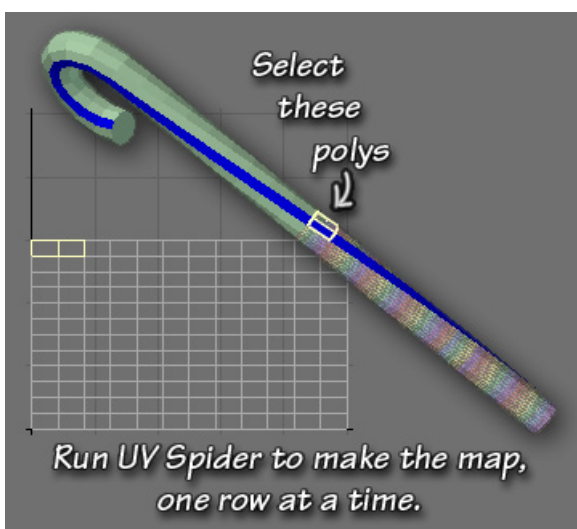 Select
these
polys
Run UV Spider to make the map,
one row at a time.